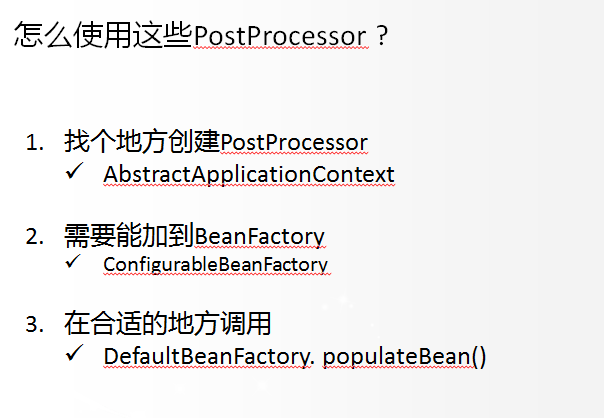 怎么使用这些PostProcessor？
1. 找个地方创建PostProcessor
✓ AbstractApplicationContext
2. 需要能加到BeanFactory
✓ ConfigurableBeanFactory
3. 在合适的地方调用
✓ DefaultBeanFactory. populateBean()